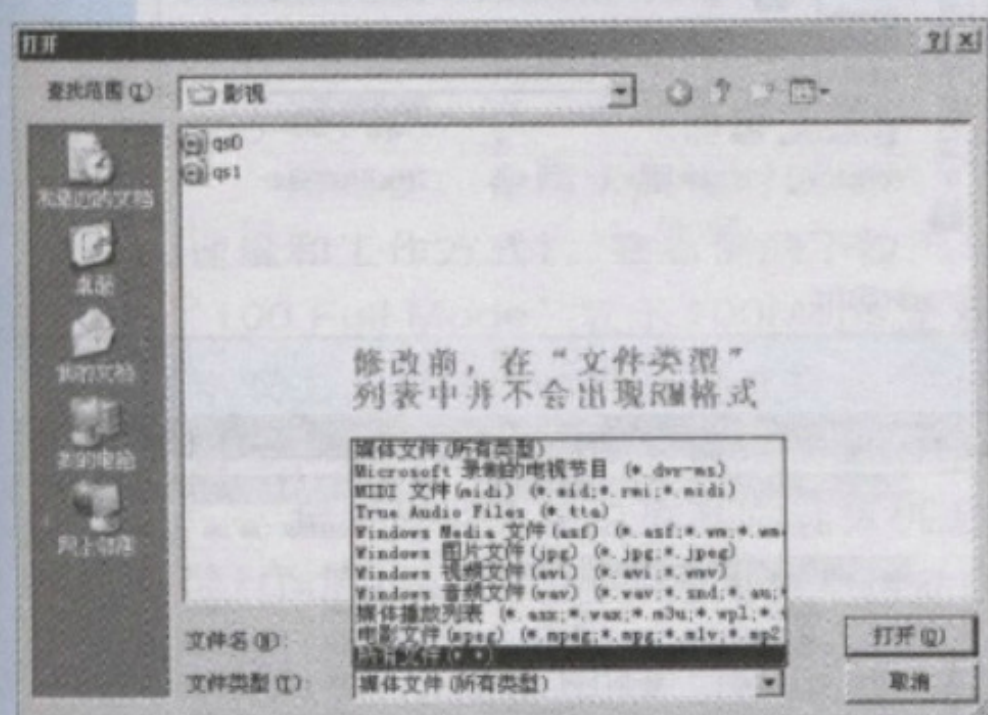 打开
查找范围(I)
影视
qs0
qs1
桌面
我的文档
我的电脑
网上邻居
修改前，在“文件类型”
列表中并不会出现RM格式
媒体文件(所有类型)
Microsoft 录制的电视节目 (*.dvr-ms)
MIDI 文件(midi) (*.mid;*.rmi;*.midi)
True Audio Files (*.tta)
Windows Media 文件(asf) (*.asf;*.wm;*.wm
Windows 图片文件(jpg) (*.jpg;*.jpeg)
Windows 视频文件(avi) (*.avi;*.wmv)
Windows 音频文件(wav) (*.wav;*.snd;*.au;
媒体播放列表 (*.asx;*.wax;*.m3u;*.wpl;*.
电影文件(mpeg) (*.mpeg;*.mpg;*.m1v;*.mp2
所有文件(*.*)
文件名(N):
打开(O)
文件类型(T):
媒体文件(所有类型)
取消